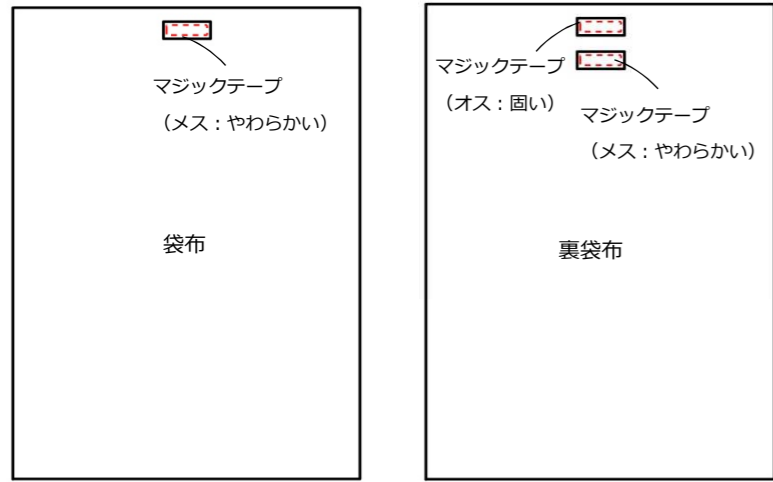 マジックテープ
（メス：やわらかい）
袋布
マジックテープ
（オス：固い）
マジックテープ
（メス：やわらかい）
裏袋布